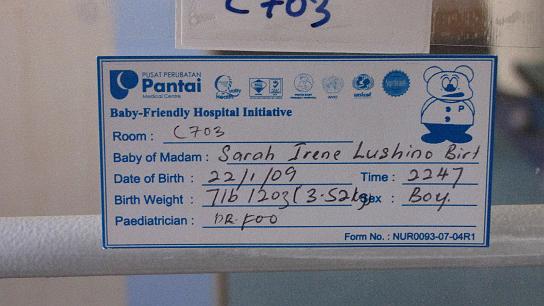 C703
PUSAT PERUBATAN
Pantai
Medical Centre
Baby-Friendly Hospital Initiative
Room : C703
Baby of Madam : Sarah Irene Lushino Birt
Date of Birth : 22/1/09 Time : 2247
Birth Weight : 7lb 12oz (3.52kg) Sex : Boy
Paediatrician : DR. FOO
P
Form No. : NUR0093-07-04R1